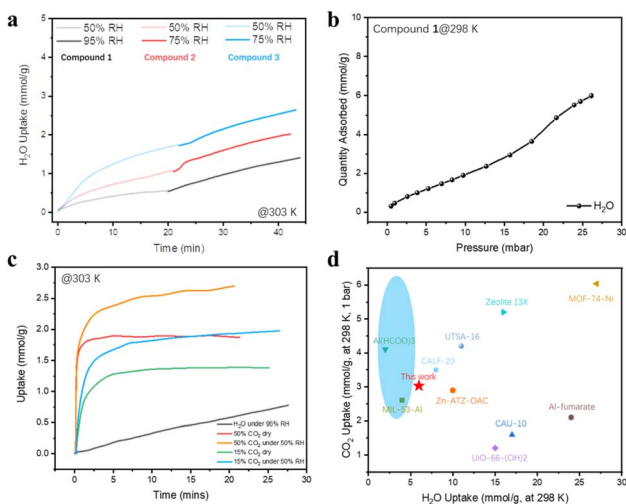 a
50% RH 50% RH 50% RH
95% RH 75% RH 75% RH
Compound 1 Compound 2 Compound 3
H₂O Uptake (mmol/g)
5
4
3
2
1
0
0 10 20 30 40
Time (min)
@303 K
b
Compound 1@298 K
Quantity Adsorbed (mmol/g)
10
8
6
4
2
0
0 5 10 15 20 25 30
Pressure (mbar)
H₂O
c
@303 K
Uptake (mmol/g)
3.0
2.5
2.0
1.5
1.0
0.5
0.0
0 5 10 15 20 25 30
Time (mins)
H₂O under 95% RH
50% CO₂ dry
50% CO₂ under 50% RH
15% CO₂ dry
15% CO₂ under 50% RH
d
CO₂ Uptake (mmol/g, at 298 K, 1 bar)
6
5
4
3
2
1
0 5 10 15 20 25 30
H₂O Uptake (mmol/g, at 298 K)
MOF-74-Ni
Zeolite 13X
Al(HCOO)3
UTSA-16
CALF-20
This work
MIL-53-Al
Zn-ATZ-OAC
Al-fumarate
CAU-10
UiO-66-(OH)2